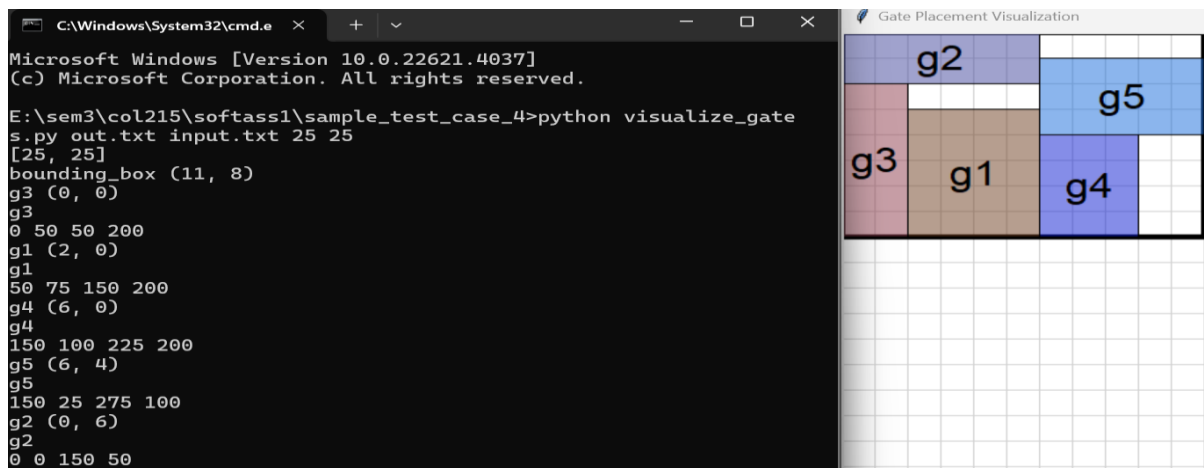 C:\Windows\System32\cmd.e
Microsoft Windows [Version 10.0.22621.4037]
(c) Microsoft Corporation. All rights reserved.
E:\sem3\col215\softass1\sample_test_case_4>python visualize_gate
s.py out.txt input.txt 25 25
[25, 25]
bounding_box (11, 8)
g3 (0, 0)
g3
0 50 50 200
g1 (2, 0)
g1
50 75 150 200
g4 (6, 0)
g4
150 100 225 200
g5 (6, 4)
g5
150 25 275 100
g2 (0, 6)
g2
0 0 150 50
Gate Placement Visualization
g2
g5
g3
g1
g4